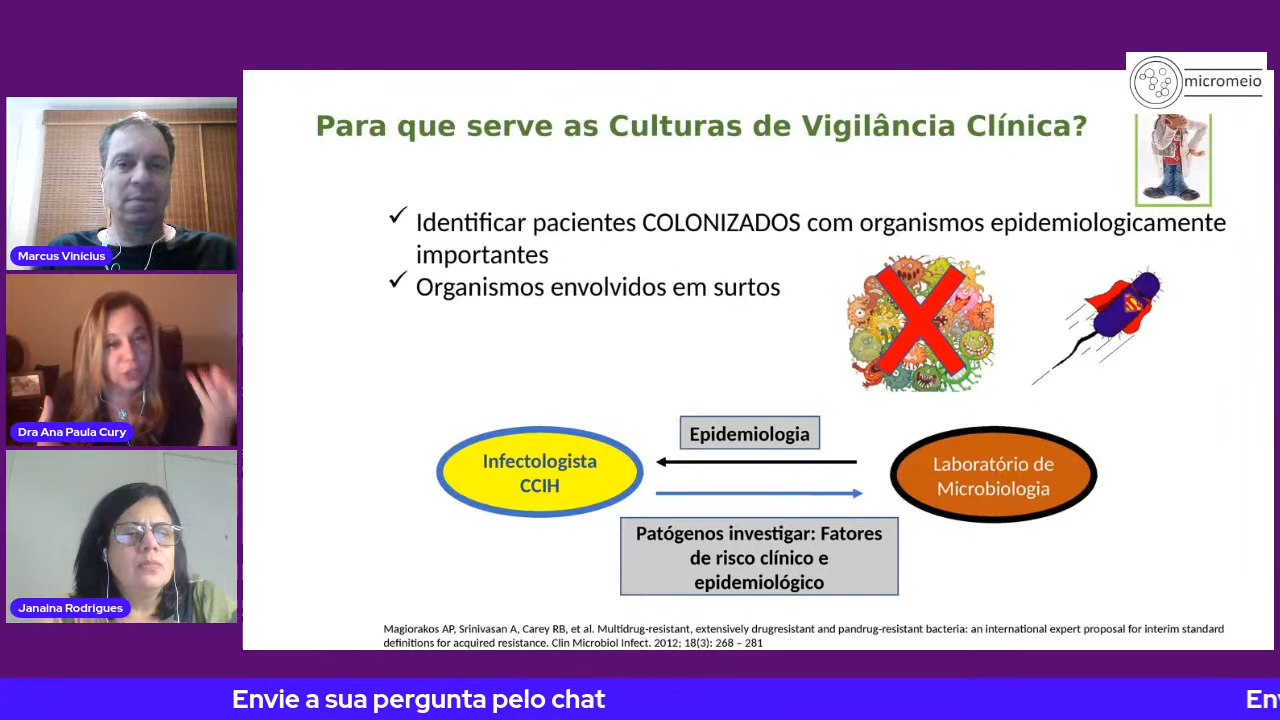 micromeio
Para que serve as Culturas de Vigilância Clínica?
Identificar pacientes COLONIZADOS com organismos epidemiologicamente
importantes
Organismos envolvidos em surtos
Epidemiologia
Infectologista
CCIH
Laboratório de
Microbiologia
Patógenos investigar: Fatores
de risco clínico e
epidemiológico
Magiorakos AP, Srinivasan A, Carey RB, et al. Multidrug-resistant, extensively drugresistant and pandrug-resistant bacteria: an international expert proposal for interim standard
definitions for acquired resistance. Clin Microbiol Infect. 2012; 18(3): 268 – 281
Marcus Vinícius
Dra Ana Paula Cury
Janaina Rodrigues
Envie a sua pergunta pelo chat
Env